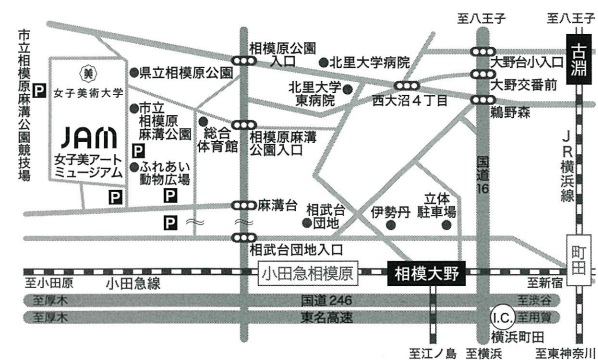 至八王子
至八王子
市立相模原麻溝公園競技場
P
女子美術大学
JAM
女子美アート
ミュージアム
県立相模原公園
市立
相模原
麻溝公園
P
ふれあい
動物広場
P
P
P
総合
体育館
相模原公園
入口
北里大学病院
北里大学
東病院
西大沼4丁目
相模原麻溝
公園入口
大野台小入口
大野交番前
鵜野森
古淵
JR横浜線
国道16
麻溝台
相武台
団地
伊勢丹
立体
駐車場
相武台団地入口
小田急相模原
相模大野
町田
至小田原
小田急線
至新宿
至厚木
国道246
至渋谷
至厚木
東名高速
I.C.
至用賀
横浜町田
至江ノ島
至横浜
至東神奈川